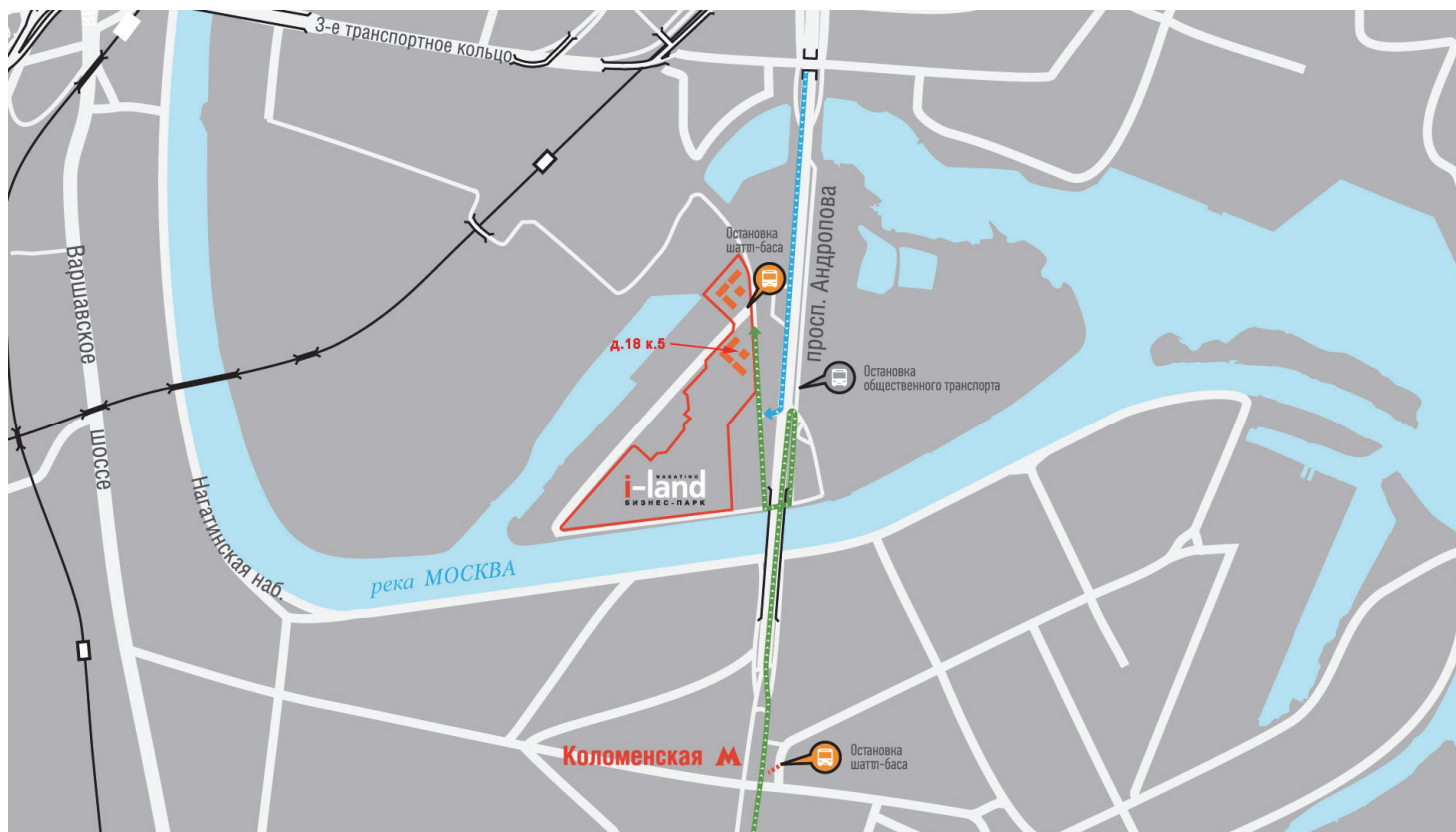 3-е транспортное кольцо
просп. Андропова
Остановка
шаттл-баса
Варшавское
шоссе
д.18 к.5
Остановка
общественного транспорта
NAGATINO
i-land
БИЗНЕС-ПАРК
Нагатинская наб.
река МОСКВА
Коломенская М
Остановка
шаттл-баса